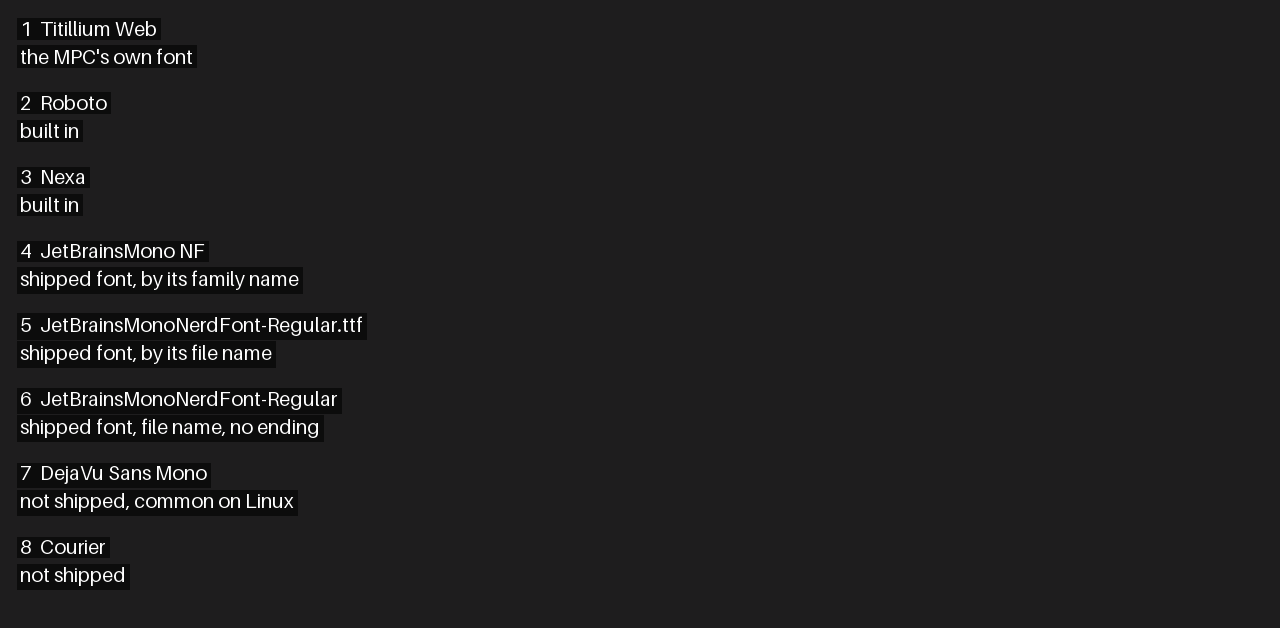 1 Titillium Web
the MPC's own font
2 Roboto
built in
3 Nexa
built in
4 JetBrainsMono NF
shipped font, by its family name
5 JetBrainsMonoNerdFont-Regular.ttf
shipped font, by its file name
6 JetBrainsMonoNerdFont-Regular
shipped font, file name, no ending
7 DejaVu Sans Mono
not shipped, common on Linux
8 Courier
not shipped